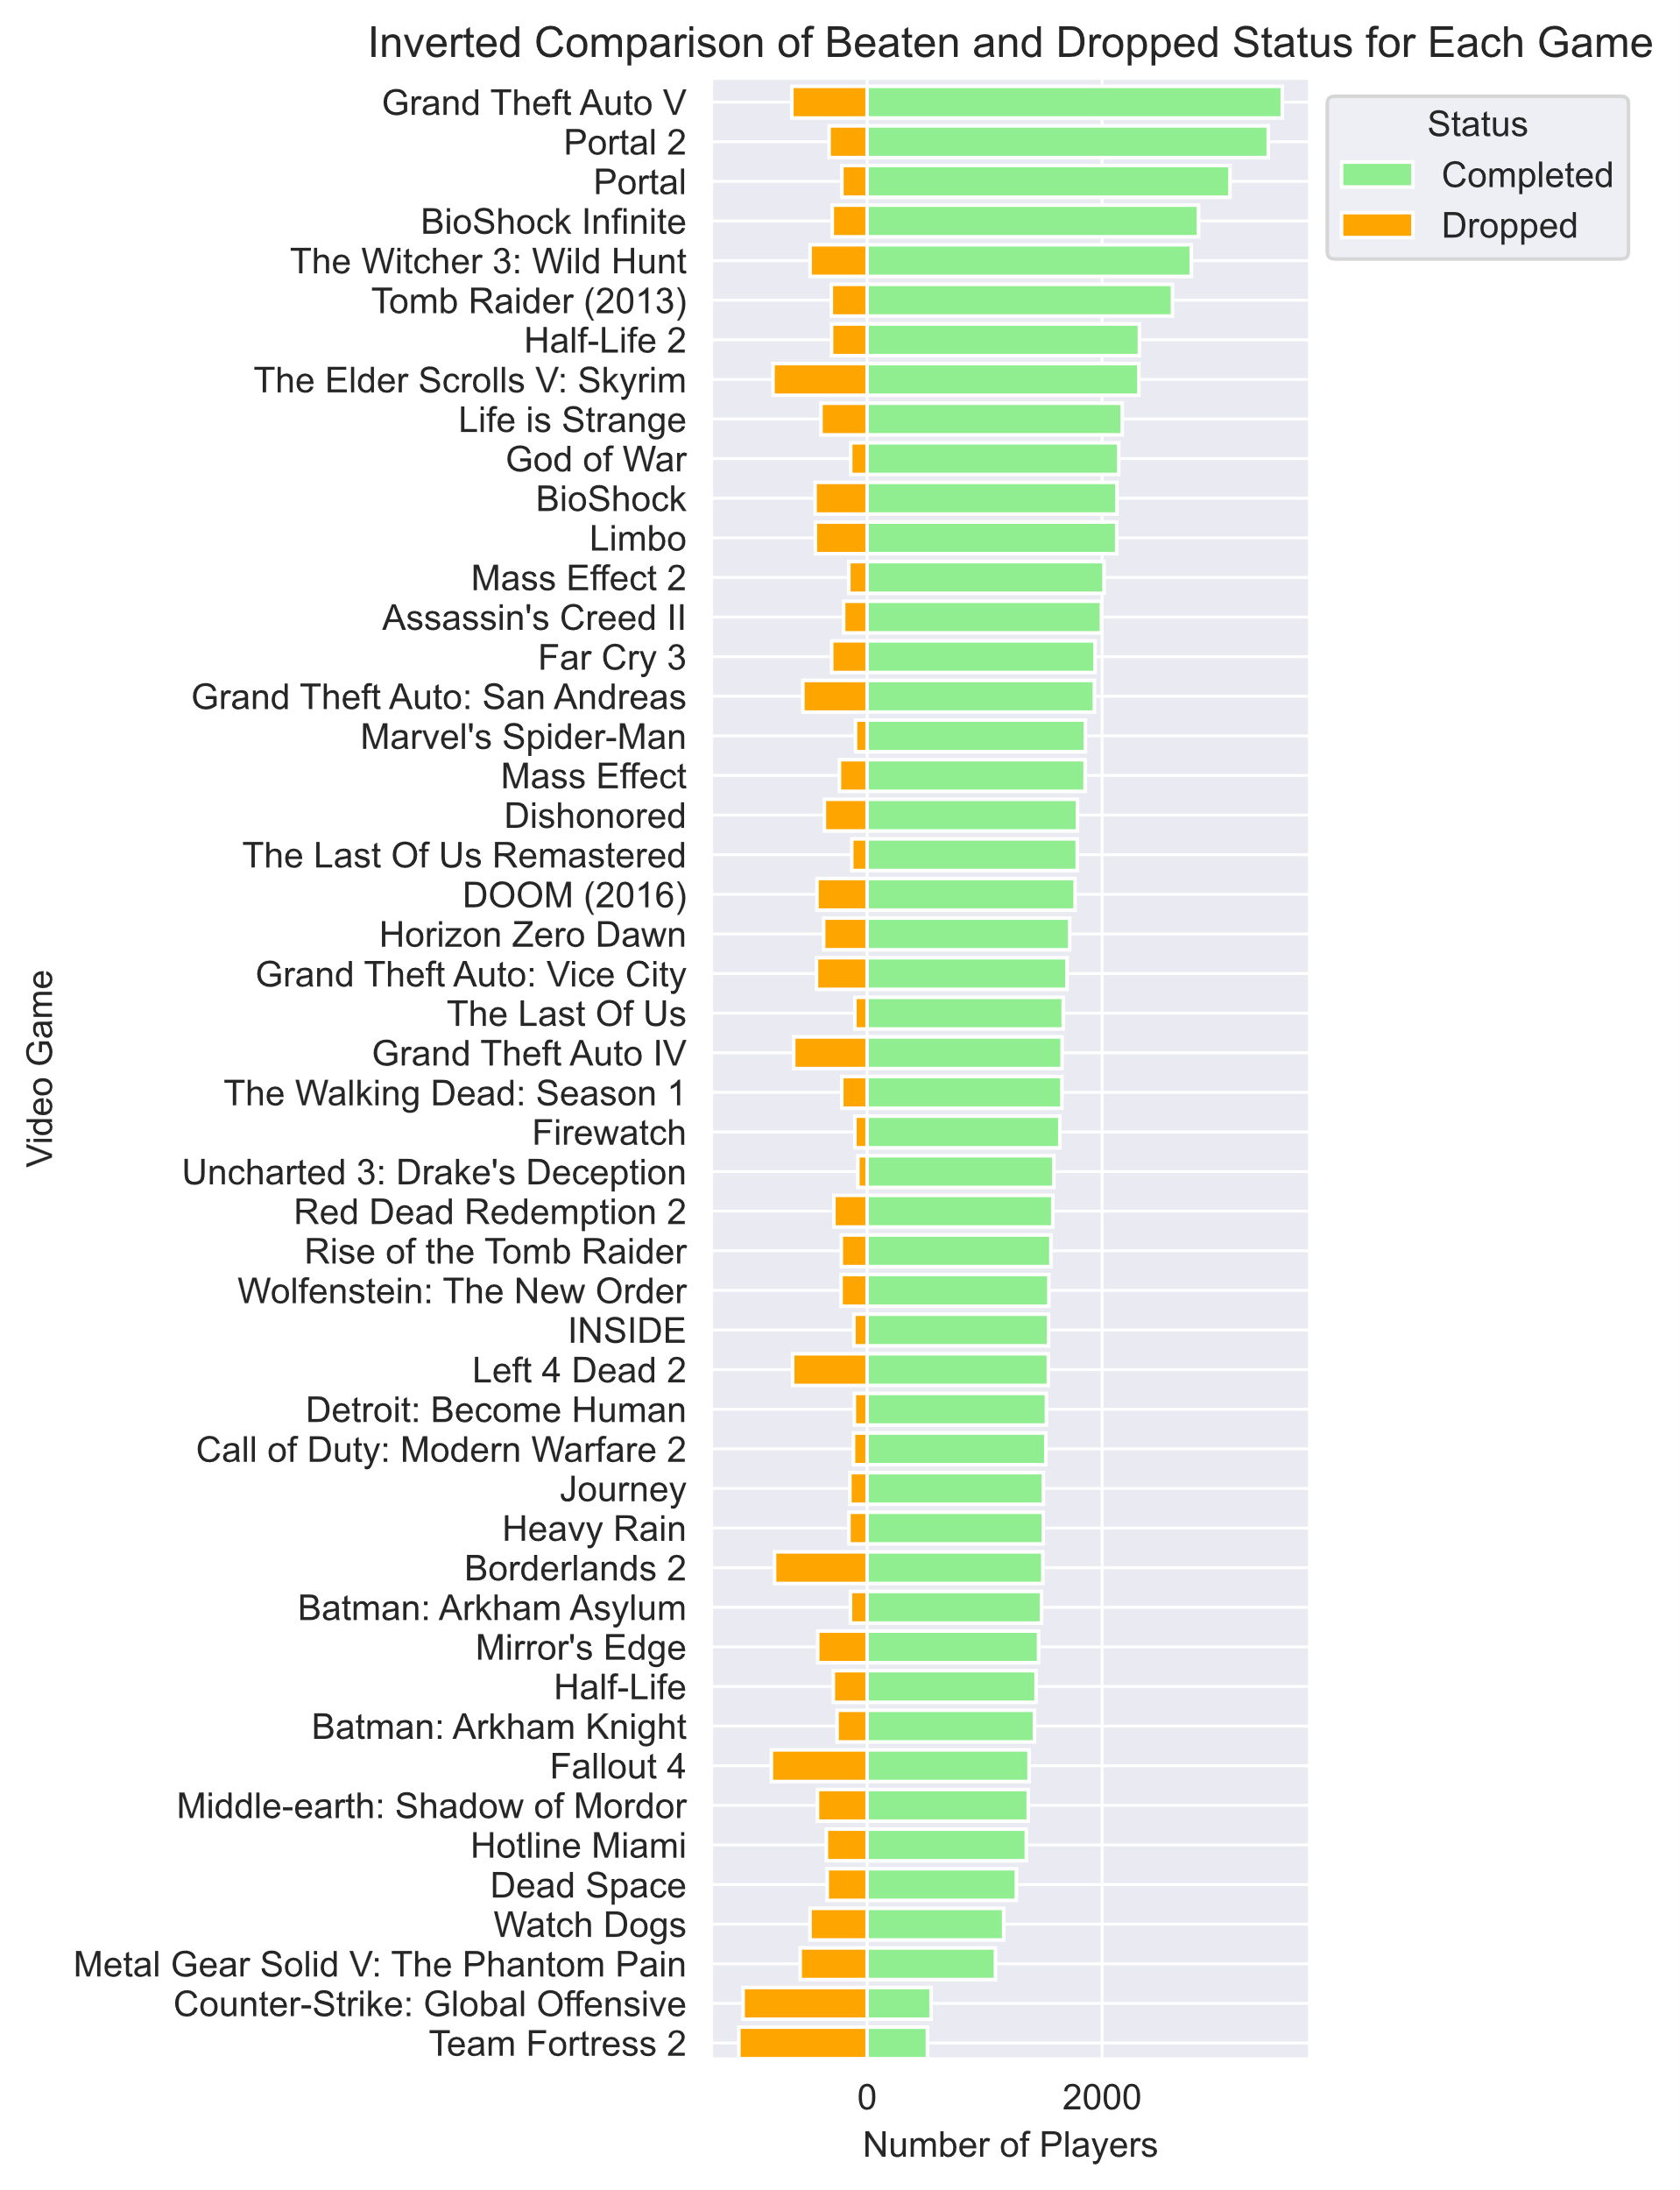 Inverted Comparison of Beaten and Dropped Status for Each Game
Grand Theft Auto V
Portal 2
Portal
BioShock Infinite
The Witcher 3: Wild Hunt
Tomb Raider (2013)
Half-Life 2
The Elder Scrolls V: Skyrim
Life is Strange
God of War
BioShock
Limbo
Mass Effect 2
Assassin's Creed II
Far Cry 3
Grand Theft Auto: San Andreas
Marvel's Spider-Man
Mass Effect
Dishonored
The Last Of Us Remastered
DOOM (2016)
Horizon Zero Dawn
Grand Theft Auto: Vice City
The Last Of Us
Grand Theft Auto IV
The Walking Dead: Season 1
Firewatch
Uncharted 3: Drake's Deception
Red Dead Redemption 2
Rise of the Tomb Raider
Wolfenstein: The New Order
INSIDE
Left 4 Dead 2
Detroit: Become Human
Call of Duty: Modern Warfare 2
Journey
Heavy Rain
Borderlands 2
Batman: Arkham Asylum
Mirror's Edge
Half-Life
Batman: Arkham Knight
Fallout 4
Middle-earth: Shadow of Mordor
Hotline Miami
Dead Space
Watch Dogs
Metal Gear Solid V: The Phantom Pain
Counter-Strike: Global Offensive
Team Fortress 2
Video Game
0
2000
Number of Players
Status
Completed
Dropped